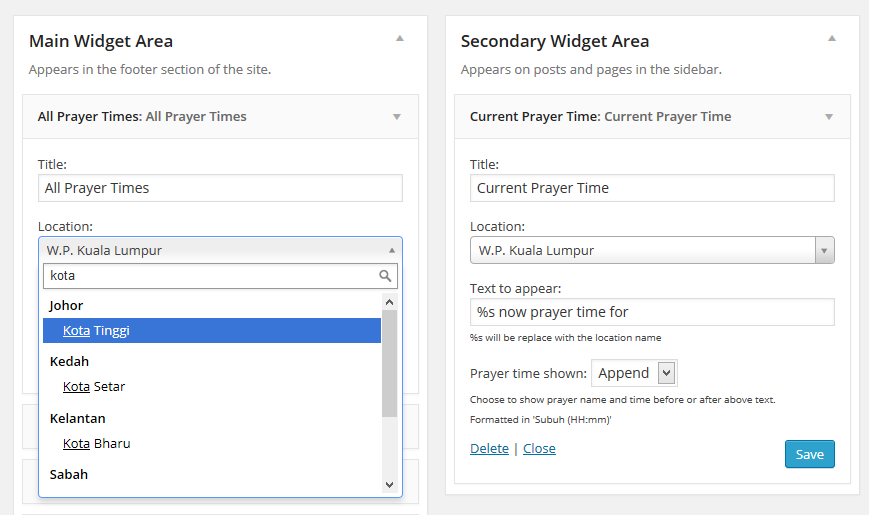 Main Widget Area
Appears in the footer section of the site.
All Prayer Times: All Prayer Times
Title:
All Prayer Times
Location:
W.P. Kuala Lumpur
kota
Johor
Kota Tinggi
Kedah
Kota Setar
Kelantan
Kota Bharu
Sabah
Secondary Widget Area
Appears on posts and pages in the sidebar.
Current Prayer Time: Current Prayer Time
Title:
Current Prayer Time
Location:
W.P. Kuala Lumpur
Text to appear:
%s now prayer time for
%s will be replace with the location name
Prayer time shown: Append
Choose to show prayer name and time before or after above text.
Formatted in 'Subuh (HH:mm)'
Delete | Close
Save